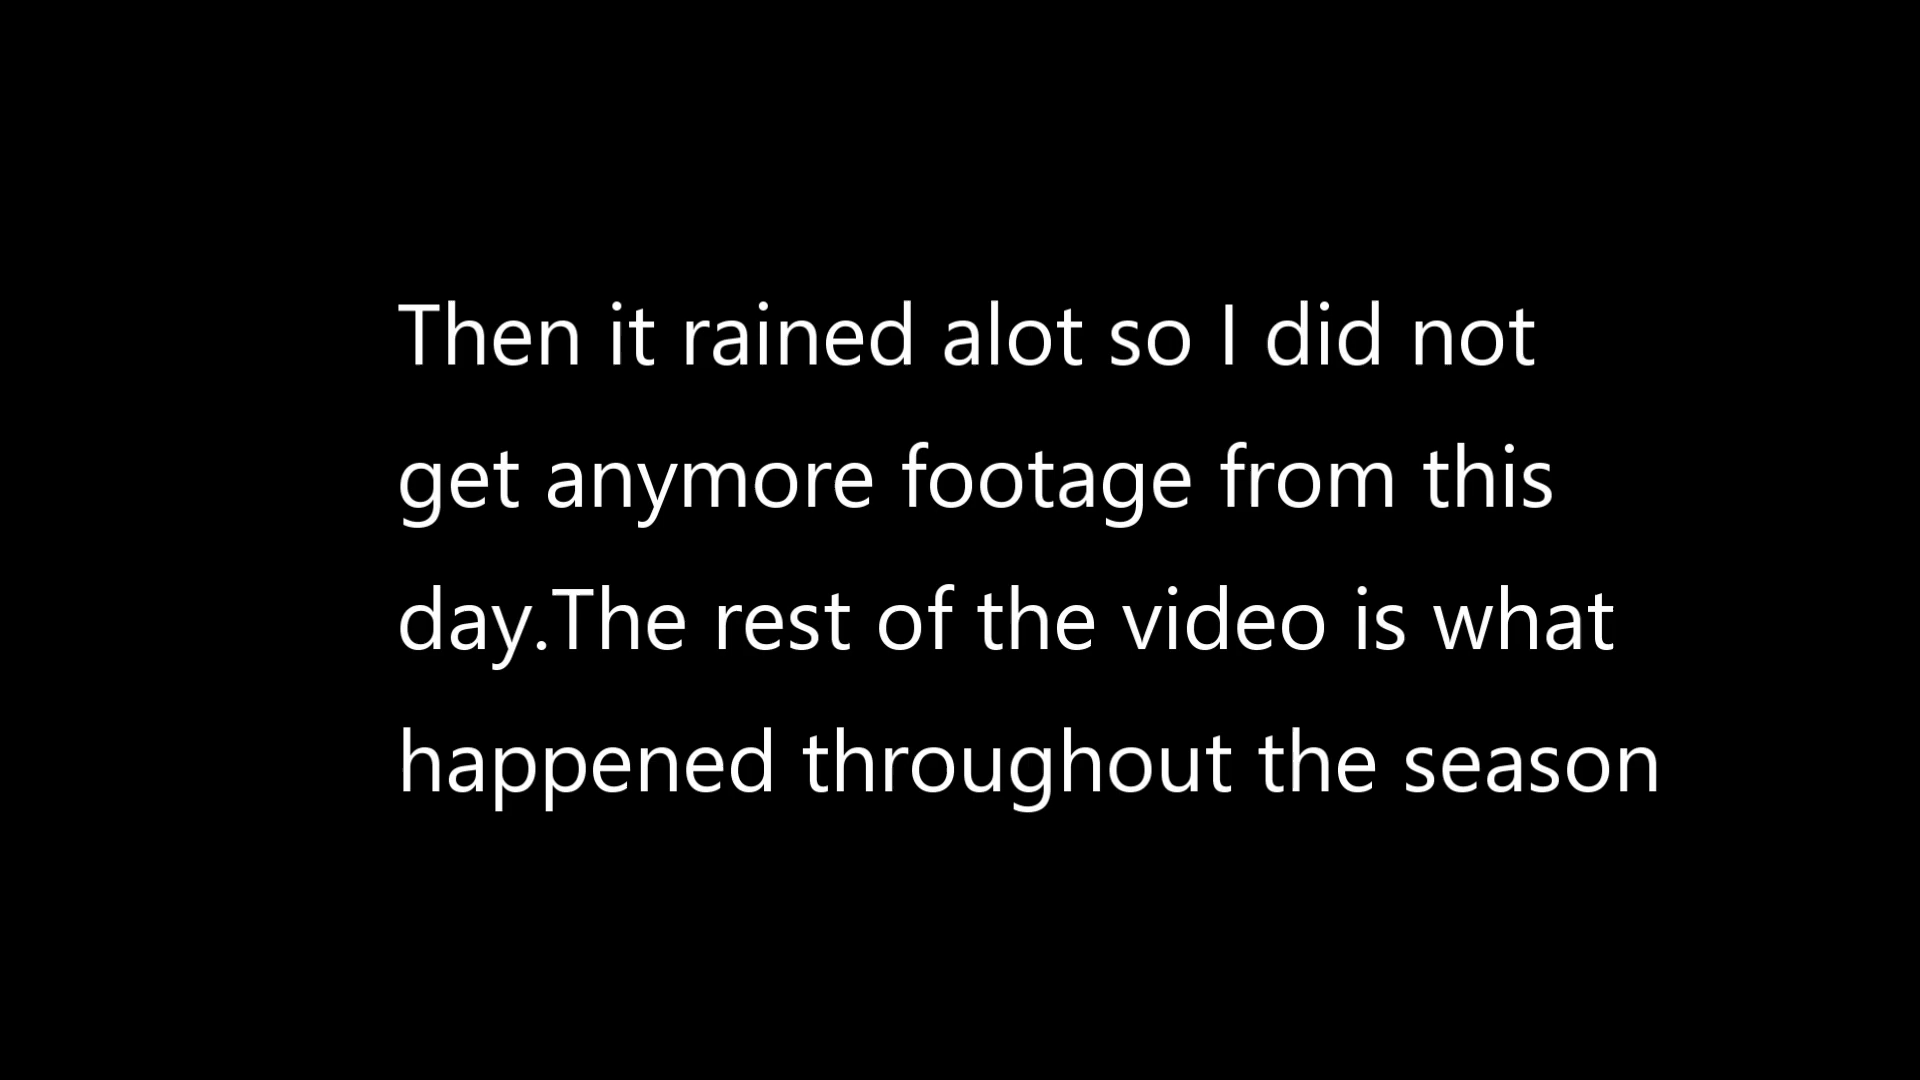 Then it rained alot so I did not
get anymore footage from this
day.The rest of the video is what
happened throughout the season